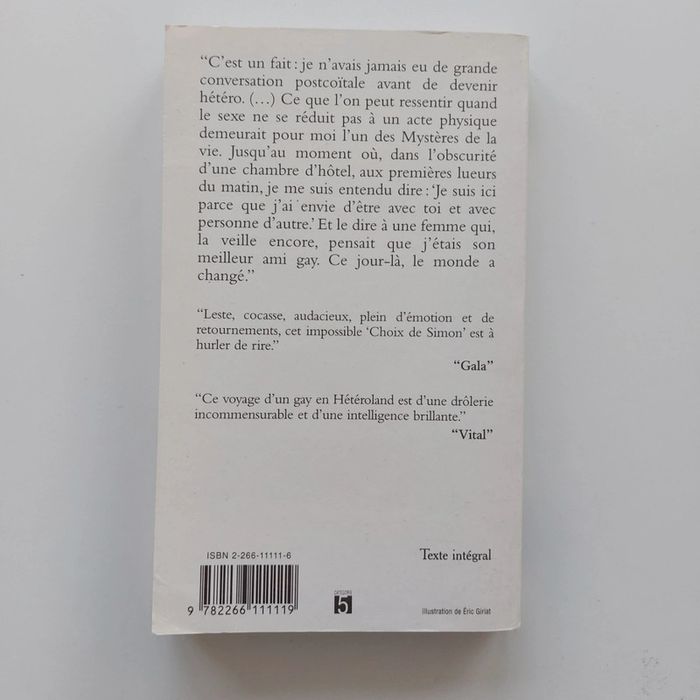 “C’est un fait : je n’avais jamais eu de grande
conversation postcoïtale avant de devenir
hétéro. (…) Ce que l’on peut ressentir quand
le sexe ne se réduit pas à un acte physique
demeurait pour moi l’un des Mystères de la
vie. Jusqu’au moment où, dans l’obscurité
d’une chambre d’hôtel, aux premières lueurs
du matin, je me suis entendu dire : ‘Je suis ici
parce que j’ai envie d’être avec toi et avec
personne d’autre.’ Et le dire à une femme qui,
la veille encore, pensait que j’étais son
meilleur ami gay. Ce jour-là, le monde a
changé.”
“Leste, cocasse, audacieux, plein d’émotion et de
retournements, cet impossible ‘Choix de Simon’ est à
hurler de rire.”
“Gala”
“Ce voyage d’un gay en Hétéroland est d’une drôlerie
incommensurable et d’une intelligence brillante.”
“Vital”
ISBN 2-266-11111-6
Texte intégral
9 782266 111119
CATÉGORIE
5
Illustration de Éric Giriat